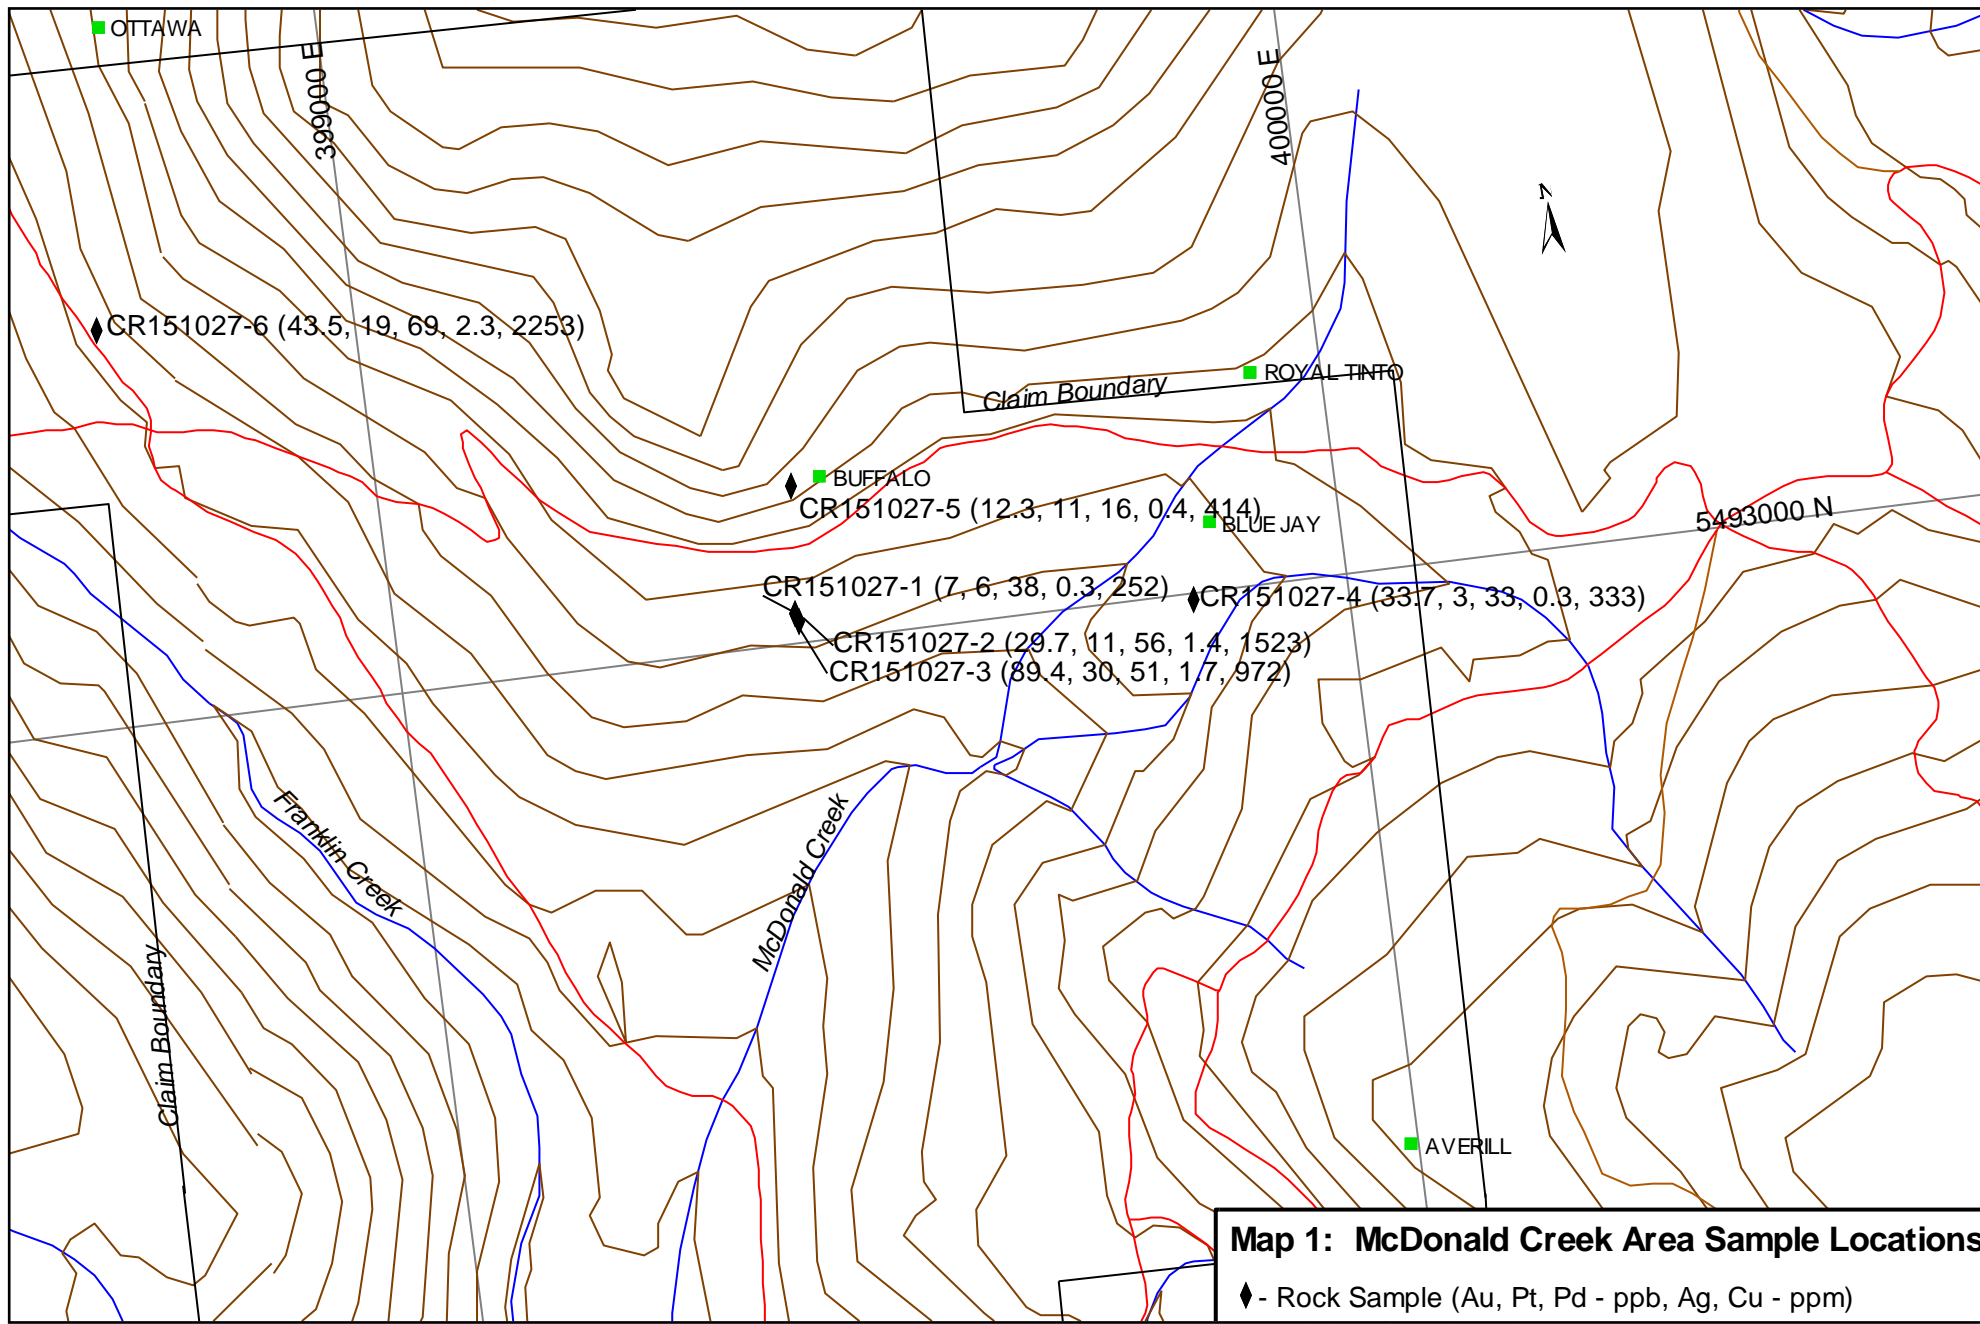 OTTAWA
399000 E
400000 E
N
CR151027-6 (43.5, 19, 69, 2.3, 2253)
ROYAL TINTO
Claim Boundary
BUFFALO
CR151027-5 (12.3, 11, 16, 0.4, 414)
BLUE JAY
5493000 N
CR151027-1 (7, 6, 38, 0.3, 252)
CR151027-4 (33.7, 3, 33, 0.3, 333)
CR151027-2 (29.7, 11, 56, 1.4, 1523)
CR151027-3 (89.4, 30, 51, 1.7, 972)
Franklin Creek
McDonald Creek
Claim Boundary
AVERILL
Map 1: McDonald Creek Area Sample Locations
- Rock Sample (Au, Pt, Pd - ppb, Ag, Cu - ppm)